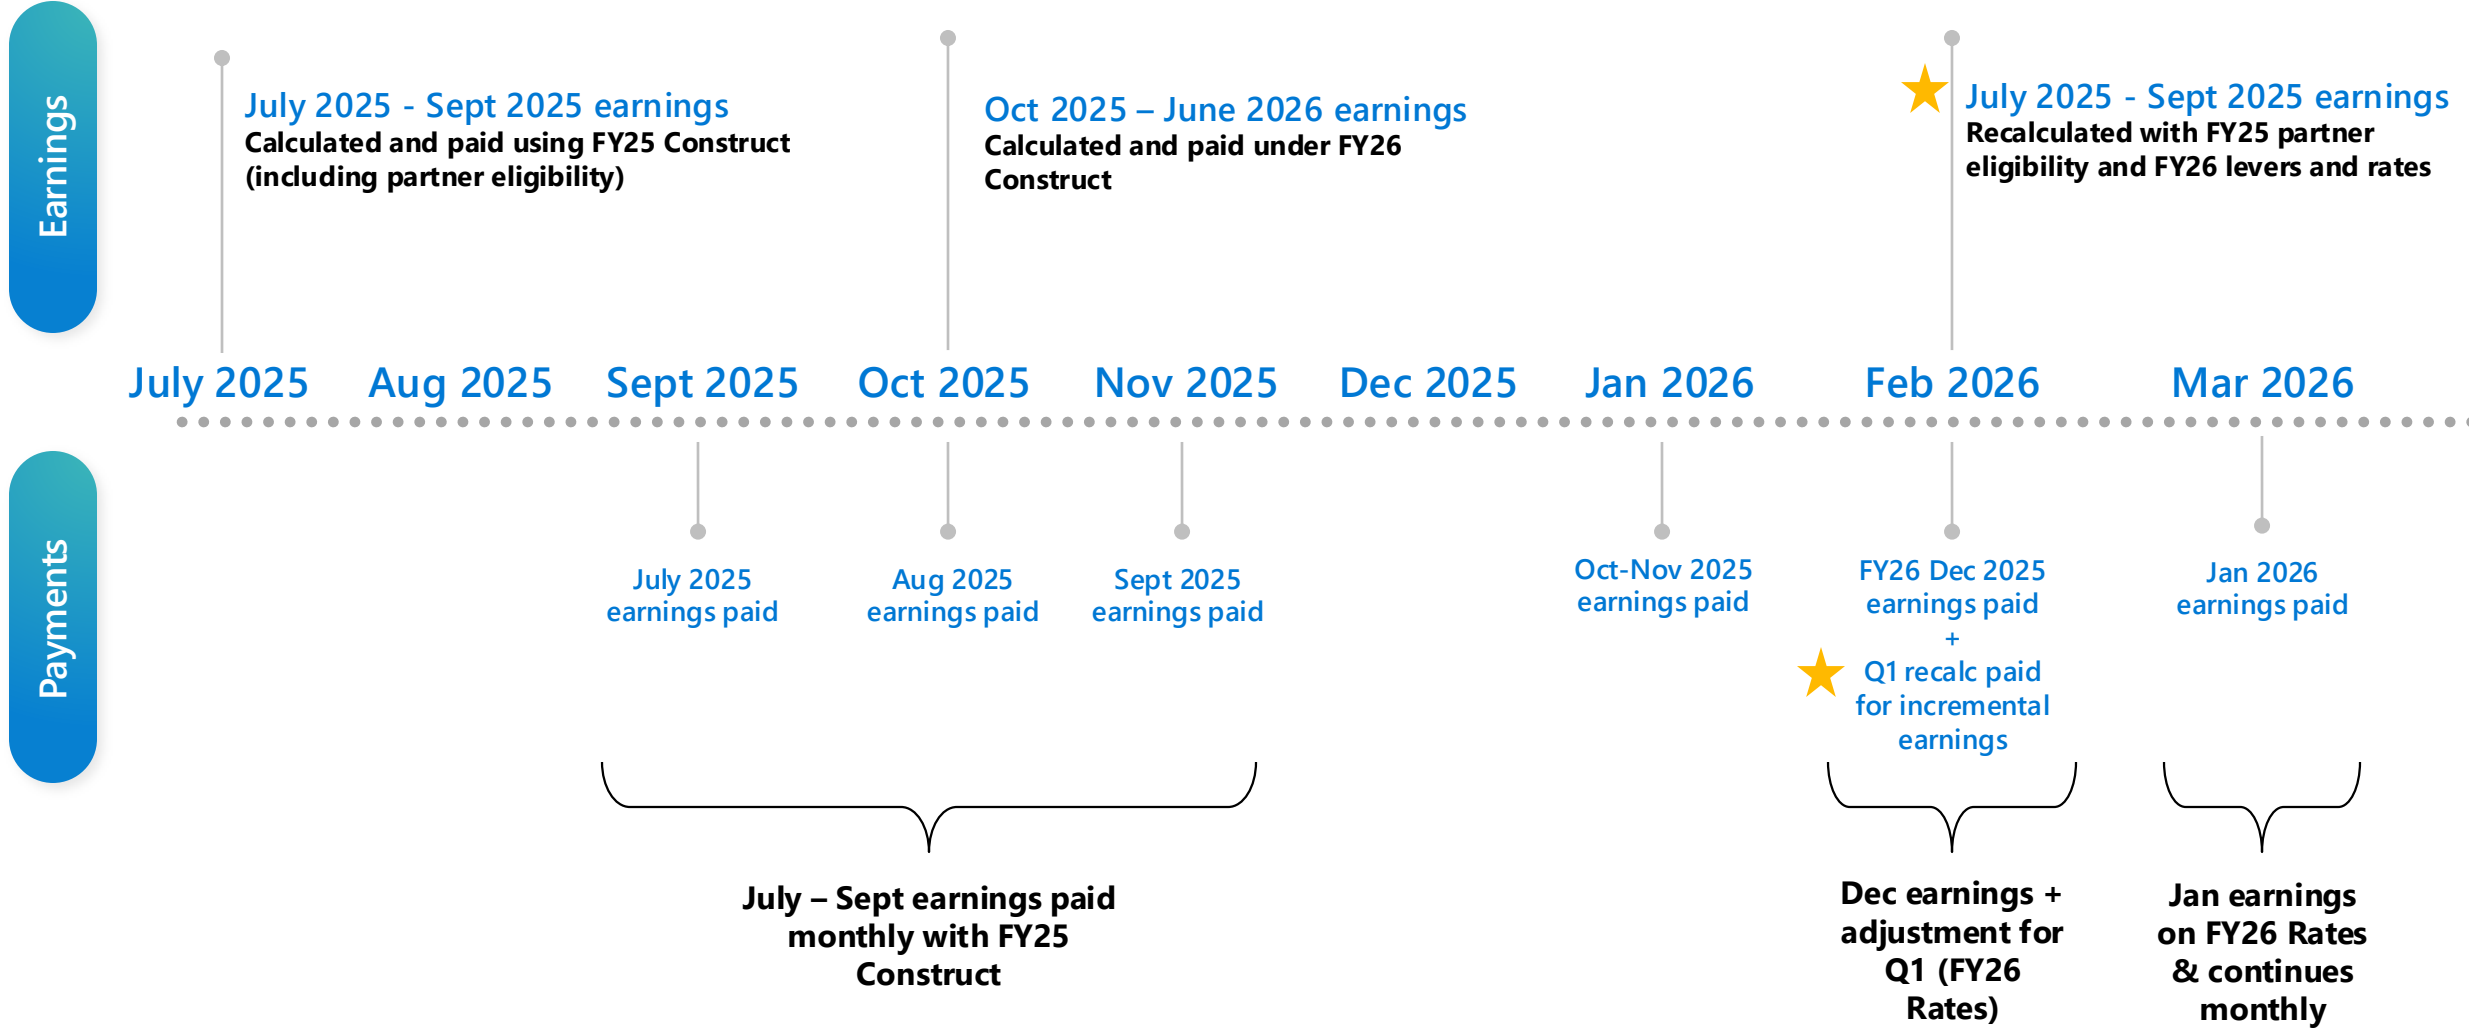 Earnings
July 2025 - Sept 2025 earnings
Calculated and paid using FY25 Construct
(including partner eligibility)
Oct 2025 – June 2026 earnings
Calculated and paid under FY26
Construct
July 2025 - Sept 2025 earnings
Recalculated with FY25 partner
eligibility and FY26 levers and rates
July 2025
Aug 2025
Sept 2025
Oct 2025
Nov 2025
Dec 2025
Jan 2026
Feb 2026
Mar 2026
Payments
July 2025
earnings paid
Aug 2025
earnings paid
Sept 2025
earnings paid
Oct-Nov 2025
earnings paid
FY26 Dec 2025
earnings paid
+
Q1 recalc paid
for incremental
earnings
Jan 2026
earnings paid
July – Sept earnings paid
monthly with FY25
Construct
Dec earnings +
adjustment for
Q1 (FY26
Rates)
Jan earnings
on FY26 Rates
& continues
monthly